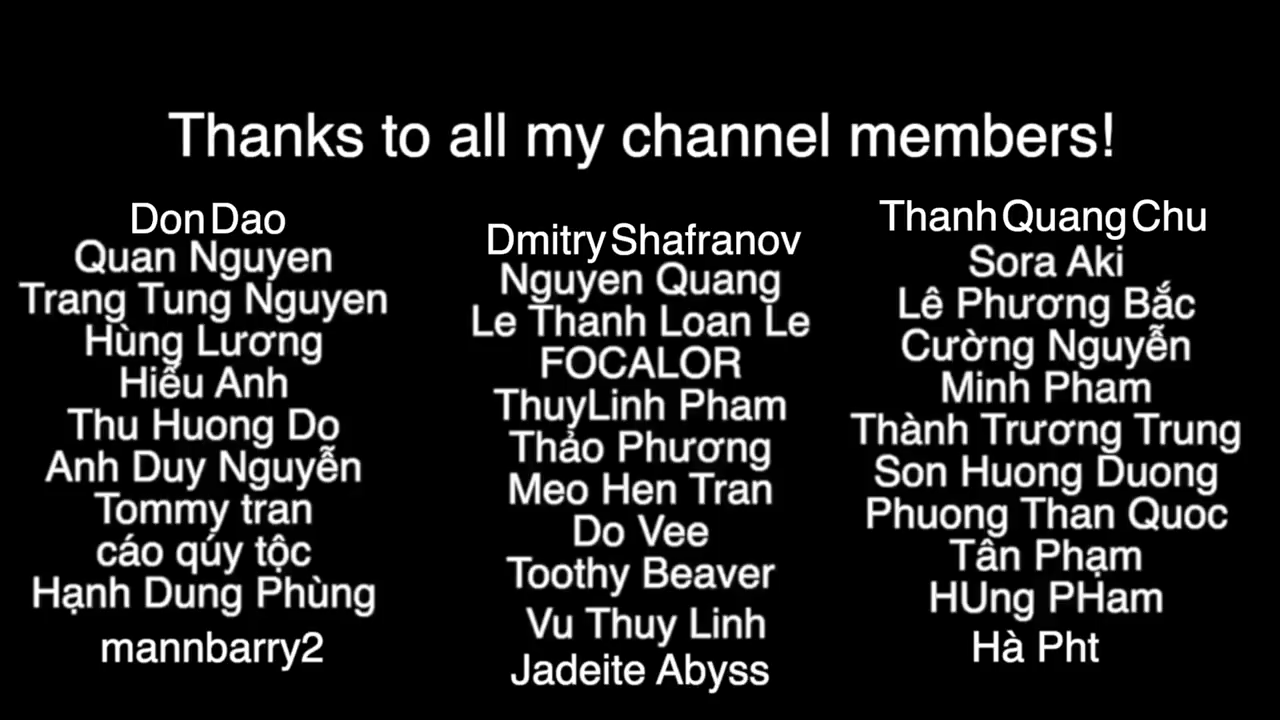 Thanks to all my channel members!
Don Dao
Quan Nguyen
Trang Tung Nguyen
Hùng Lương
Hiếu Anh
Thu Huong Do
Anh Duy Nguyễn
Tommy tran
cáo qúy tộc
Hạnh Dung Phùng
mannbarry2
Dmitry Shafranov
Nguyen Quang
Le Thanh Loan Le
FOCALOR
ThuyLinh Pham
Thảo Phương
Meo Hen Tran
Do Vee
Toothy Beaver
Vu Thuy Linh
Jadeite Abyss
Thanh Quang Chu
Sora Aki
Lê Phương Bắc
Cường Nguyễn
Minh Pham
Thành Trương Trung
Son Huong Duong
Phuong Than Quoc
Tân Phạm
HUng PHam
Hà Pht